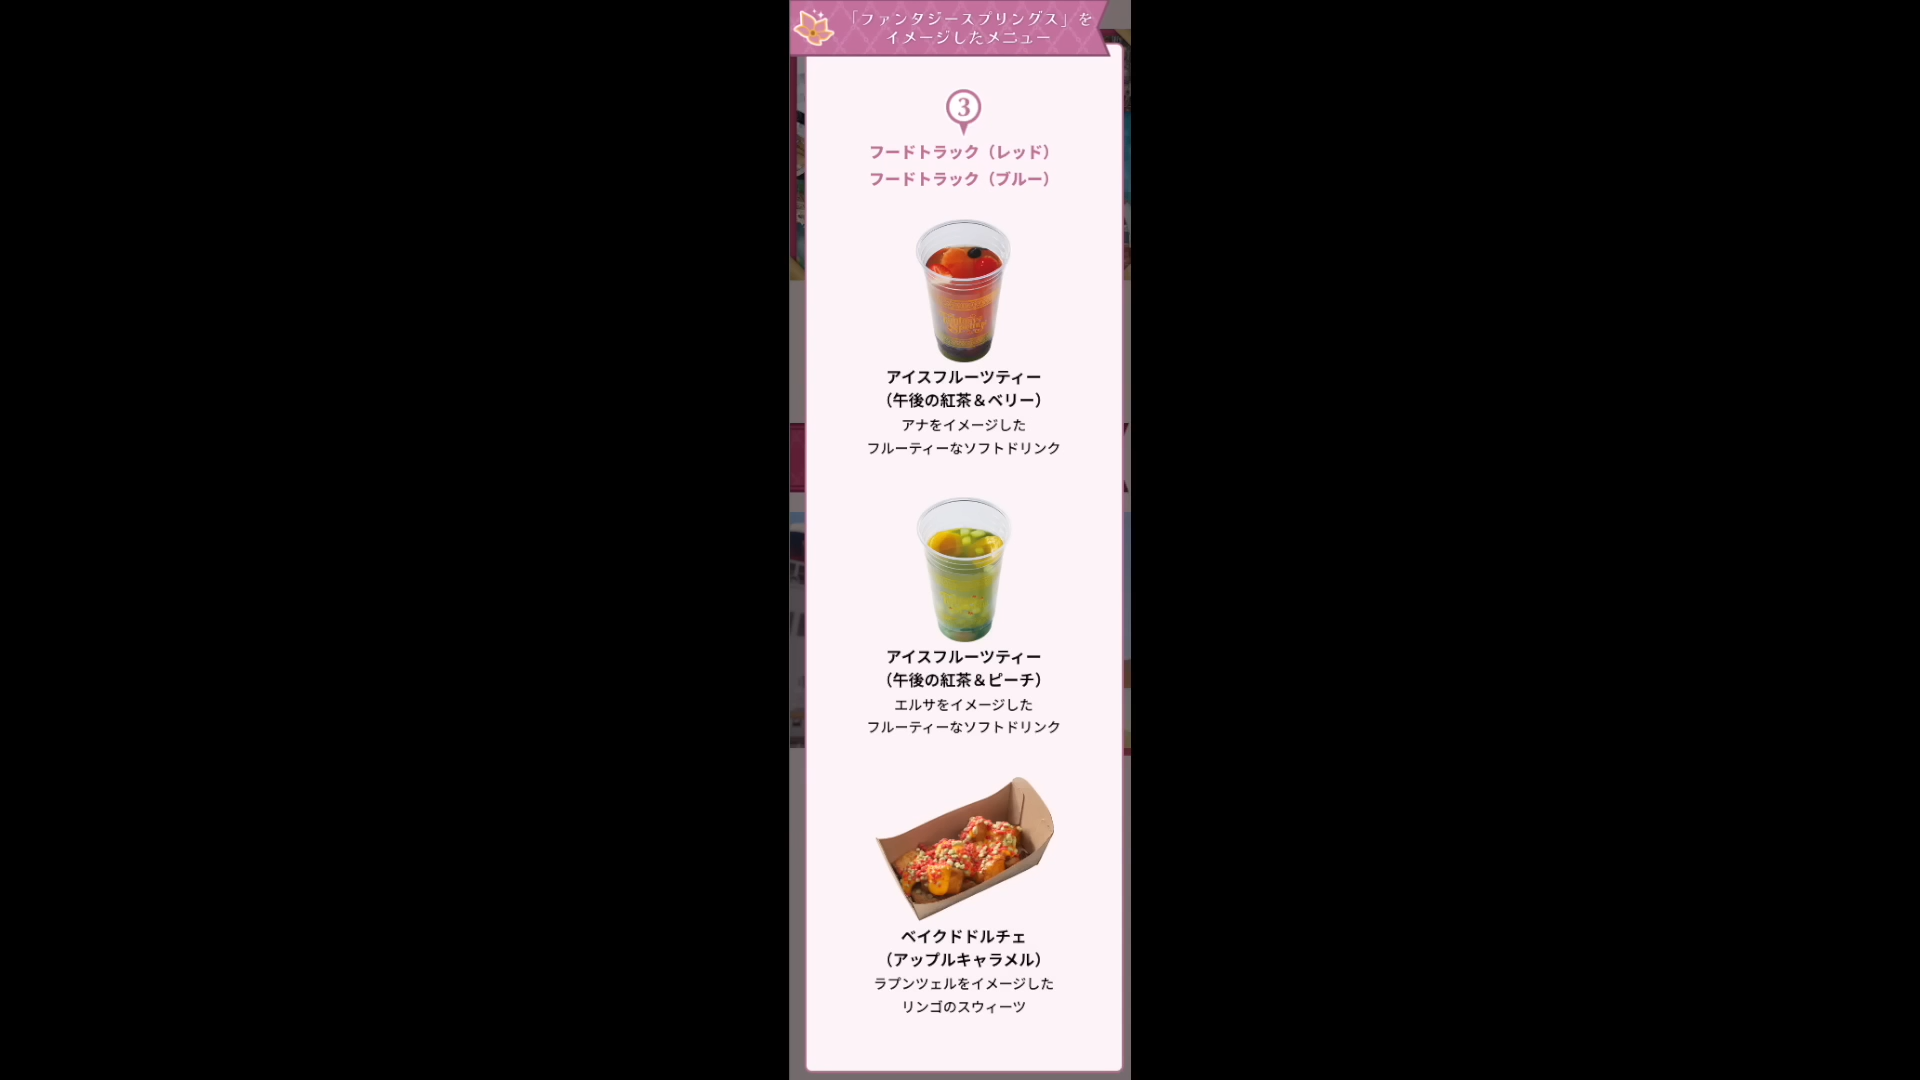 「ファンタジースプリングス」を
イメージしたメニュー
3
フードトラック（レッド）
フードトラック（ブルー）
アイスフルーツティー
（午後の紅茶＆ベリー）
アナをイメージした
フルーティーなソフトドリンク
アイスフルーツティー
（午後の紅茶＆ピーチ）
エルサをイメージした
フルーティーなソフトドリンク
ベイクドドルチェ
（アップルキャラメル）
ラプンツェルをイメージした
リンゴのスウィーツ